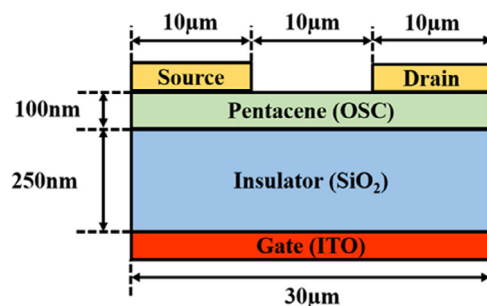 10μm 10μm 10μm
Source Drain
100nm Pentacene (OSC)
250nm Insulator (SiO₂)
Gate (ITO)
30μm